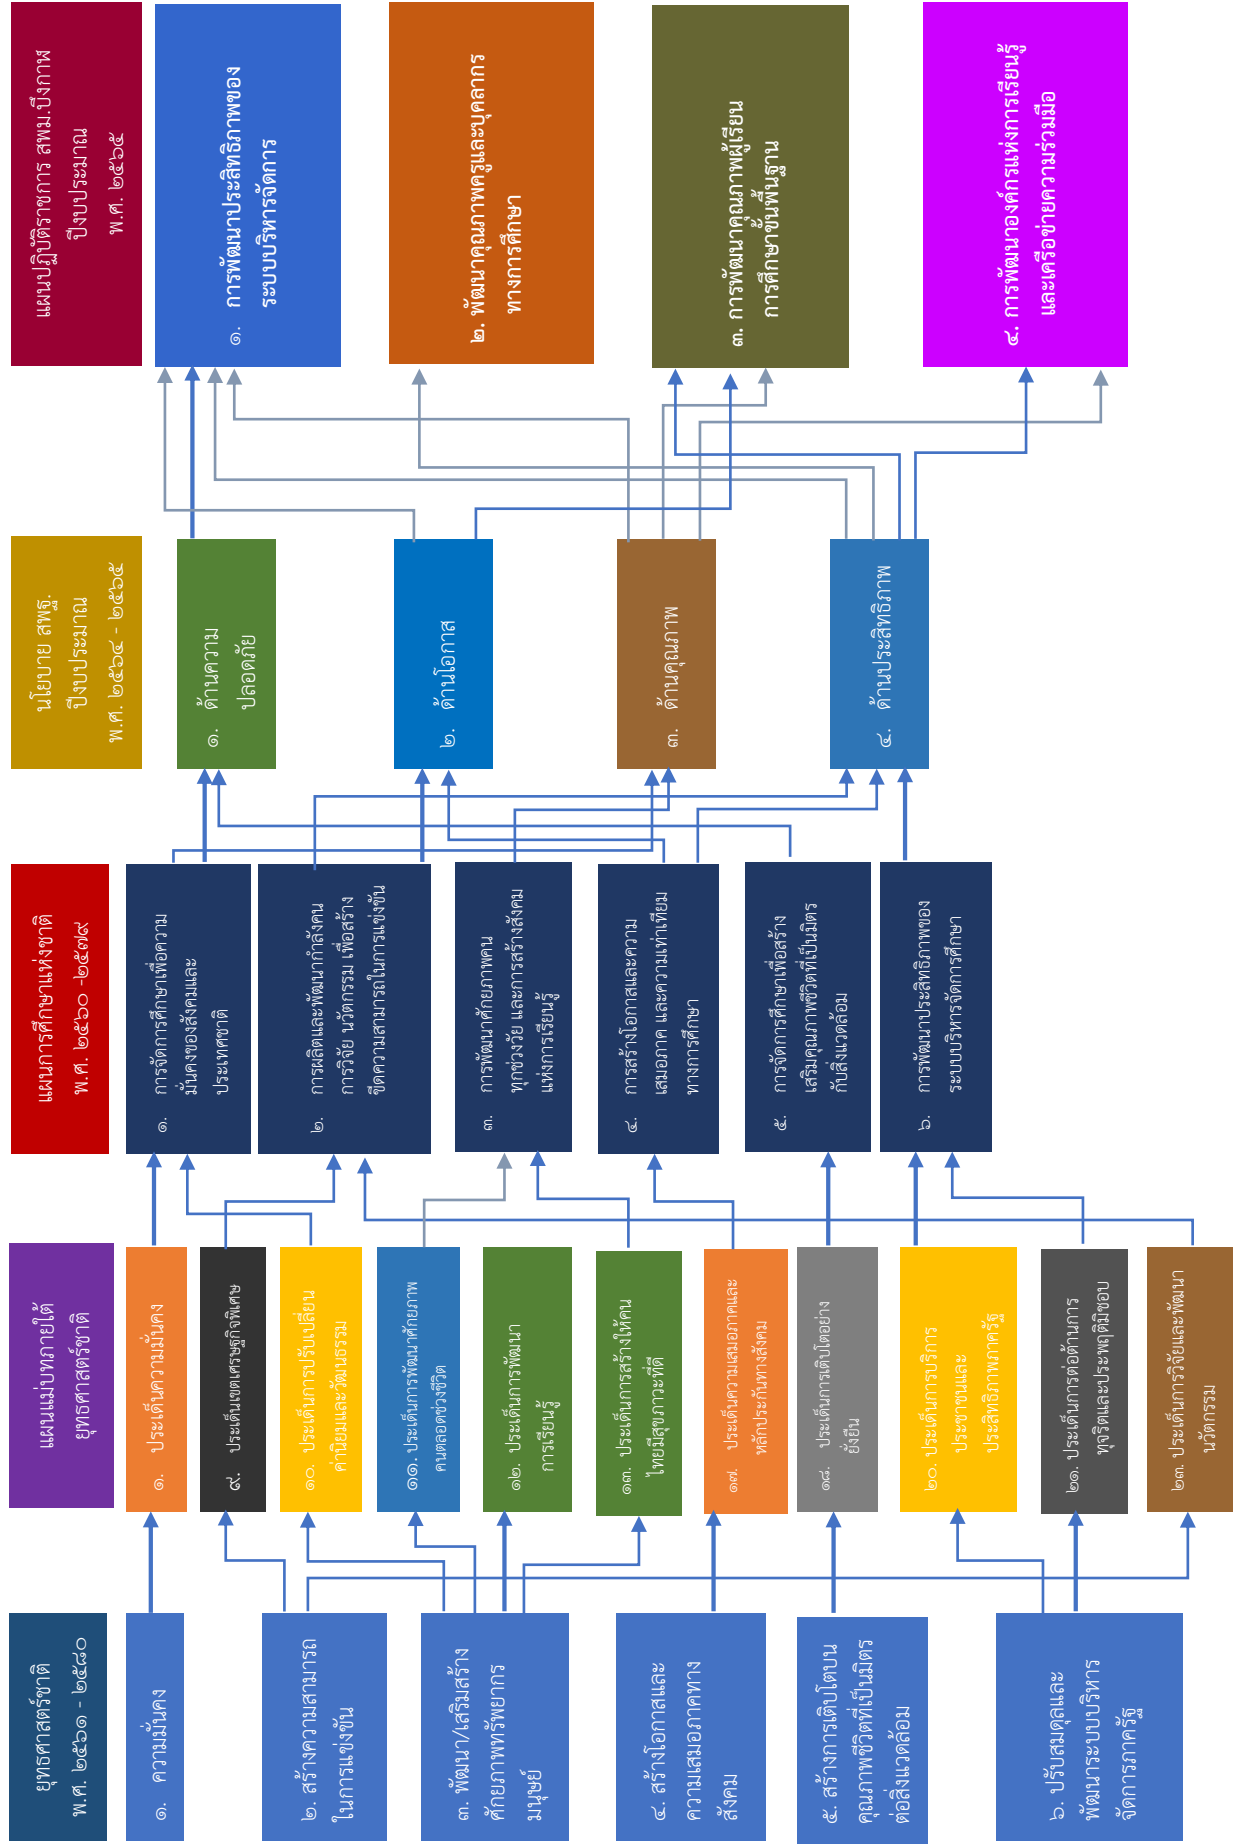 ยุทธศาสตร์ชาติ
พ.ศ. ๒๕๖๑ - ๒๕๘๐
๑. ความมั่นคง
๒. สร้างความสามารถ
ในการแข่งขัน
๓. พัฒนา/เสริมสร้าง
ศักยภาพทรัพยากร
มนุษย์
๔. สร้างโอกาสและ
ความเสมอภาคทาง
สังคม
๕. สร้างการเติบโตบน
คุณภาพชีวิตที่เป็นมิตร
ต่อสิ่งแวดล้อม
๖. ปรับสมดุลและ
พัฒนาระบบบริหาร
จัดการภาครัฐ
แผนแม่บทภายใต้
ยุทธศาสตร์ชาติ
๑. ประเด็นความมั่นคง
๙. ประเด็นเขตเศรษฐกิจพิเศษ
๑๐. ประเด็นการปรับเปลี่ยน
ค่านิยมและวัฒนธรรม
๑๑. ประเด็นการพัฒนาศักยภาพ
คนตลอดช่วงชีวิต
๑๒. ประเด็นการพัฒนา
การเรียนรู้
๑๓. ประเด็นการสร้างให้คน
ไทยมีสุขภาวะที่ดี
๑๗. ประเด็นความเสมอภาคและ
หลักประกันทางสังคม
๑๘. ประเด็นการเติบโตอย่าง
ยั่งยืน
๒๐. ประเด็นการบริการ
ประชาชนและ
ประสิทธิภาพภาครัฐ
๒๑. ประเด็นการต่อต้านการ
ทุจริตและประพฤติมิชอบ
๒๓. ประเด็นการวิจัยและพัฒนา
นวัตกรรม
แผนการศึกษาแห่งชาติ
พ.ศ. ๒๕๖๐ -๒๕๗๙
๑. การจัดการศึกษาเพื่อความ
มั่นคงของสังคมและ
ประเทศชาติ
๒. การผลิตและพัฒนากำลังคน
การวิจัย นวัตกรรม เพื่อสร้าง
ขีดความสามารถในการแข่งขัน
๓. การพัฒนาศักยภาพคน
ทุกช่วงวัย และการสร้างสังคม
แห่งการเรียนรู้
๔. การสร้างโอกาสและความ
เสมอภาค และความเท่าเทียม
ทางการศึกษา
๕. การจัดการศึกษาเพื่อสร้าง
เสริมคุณภาพชีวิตที่เป็นมิตร
กับสิ่งแวดล้อม
๖. การพัฒนาประสิทธิภาพของ
ระบบบริหารจัดการศึกษา
นโยบาย สพฐ.
ปีงบประมาณ
พ.ศ. ๒๕๖๔ - ๒๕๖๕
๑. ด้านความ
ปลอดภัย
๒. ด้านโอกาส
๓. ด้านคุณภาพ
๔. ด้านประสิทธิภาพ
แผนปฏิบัติราชการ สพม.บึงกาฬ
ปีงบประมาณ
พ.ศ. ๒๕๖๕
๑. การพัฒนาประสิทธิภาพของ
ระบบบริหารจัดการ
๒. พัฒนาคุณภาพครูและบุคลากร
ทางการศึกษา
๓. การพัฒนาคุณภาพผู้เรียน
การศึกษาขั้นพื้นฐาน
๔. การพัฒนาองค์กรแห่งการเรียนรู้
และเครือข่ายความร่วมมือ